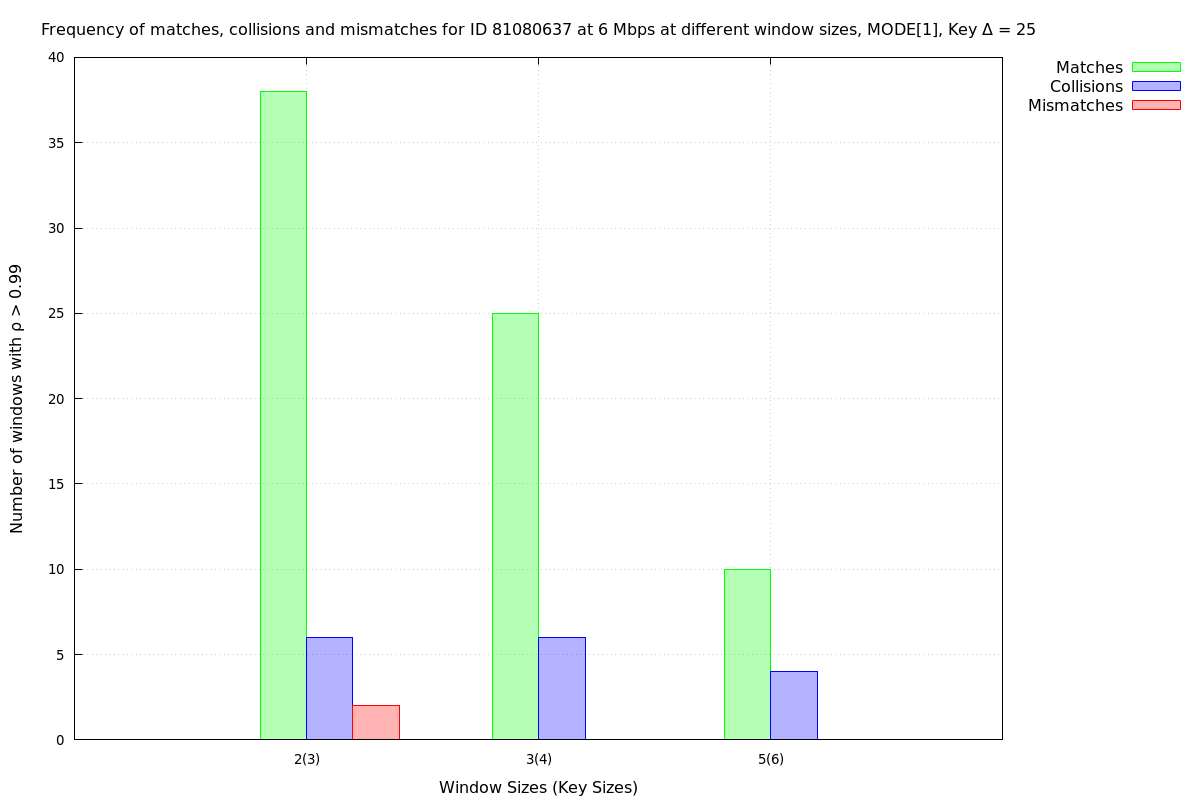 Frequency of matches, collisions and mismatches for ID 81080637 at 6 Mbps at different window sizes, MODE[1], Key Δ = 25
Matches
Collisions
Mismatches
Number of windows with ρ > 0.99
40
35
30
25
20
15
10
5
0
2(3) 3(4) 5(6)
Window Sizes (Key Sizes)